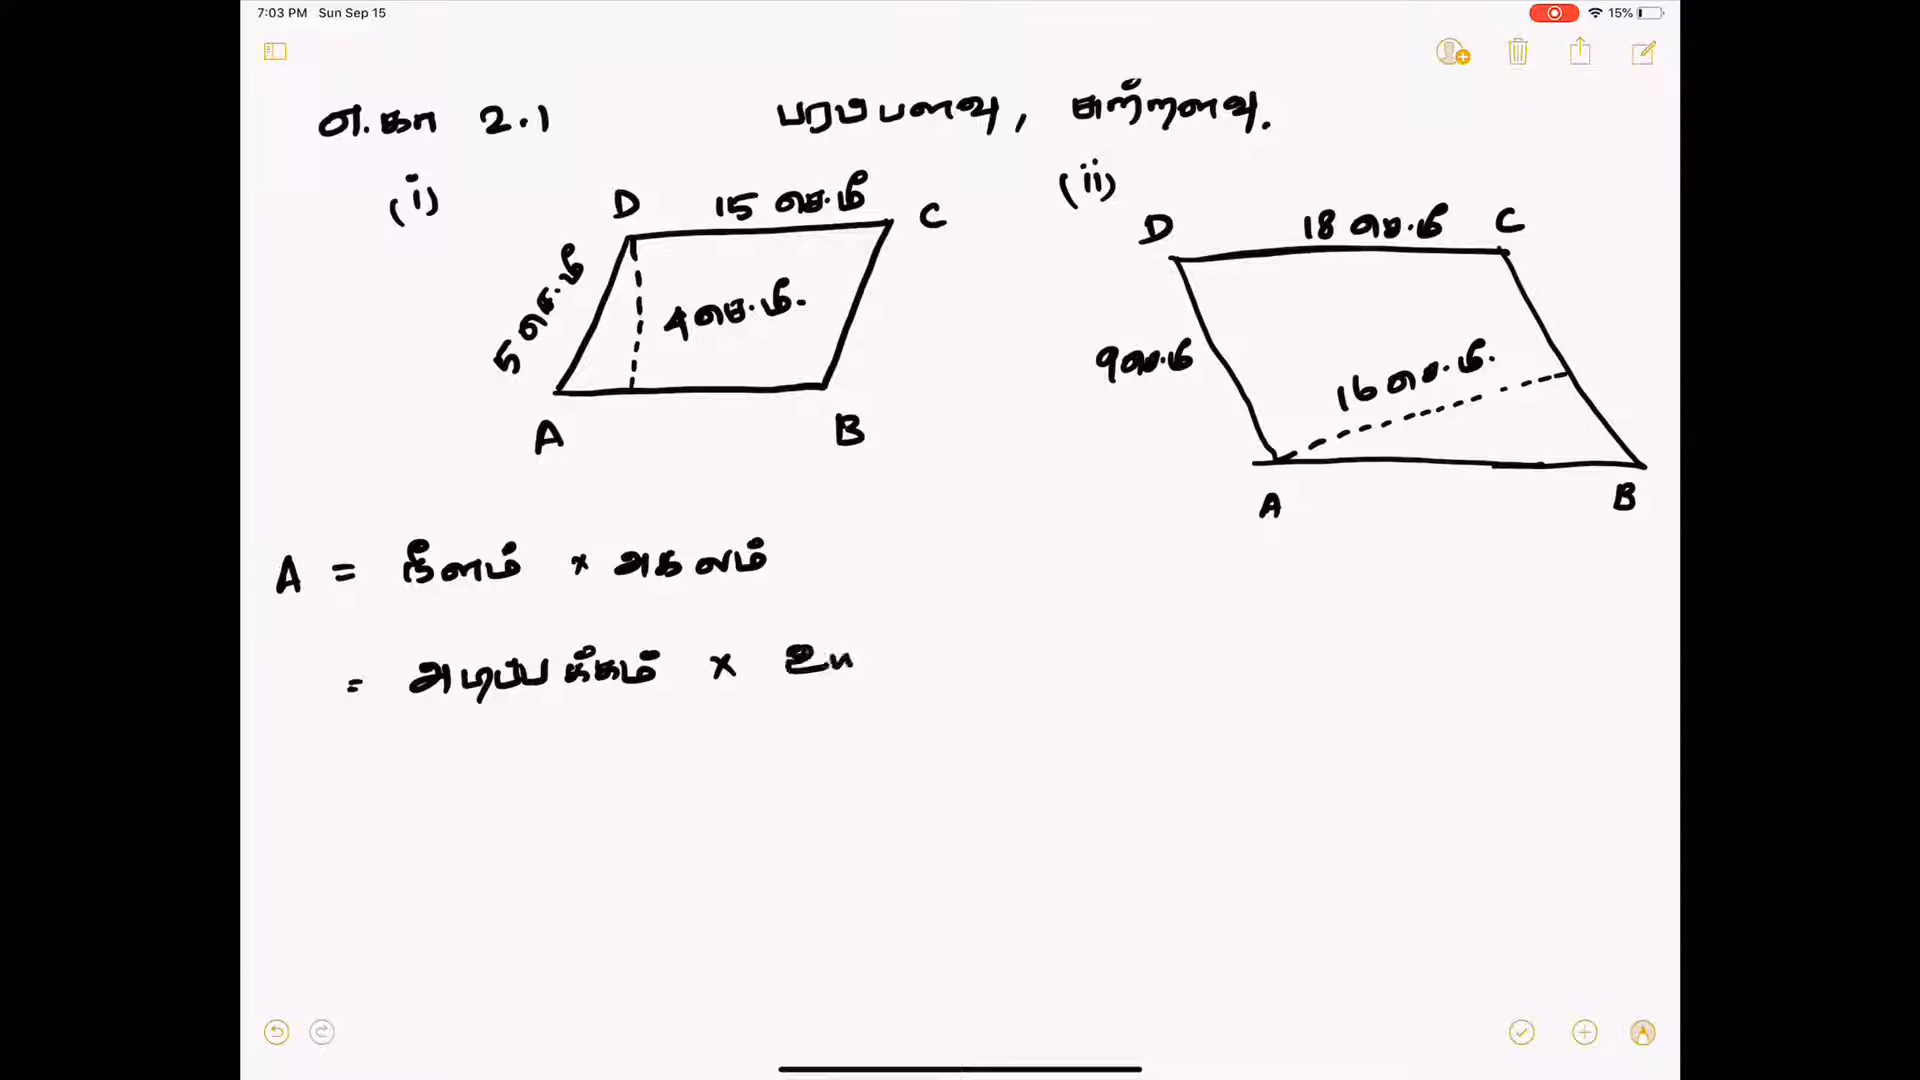 7:03 PM Sun Sep 15
15%
எ.கா 2.1 பரப்பளவு, சுற்றளவு.
(i)
D 15 செ.மீ C
5 செ.மீ
4 செ.மீ.
A B
(ii)
D 18 செ.மீ C
9 செ.மீ
16 செ.மீ.
A B
A = நீளம் × அகலம்
= அடிப்பக்கம் × உய